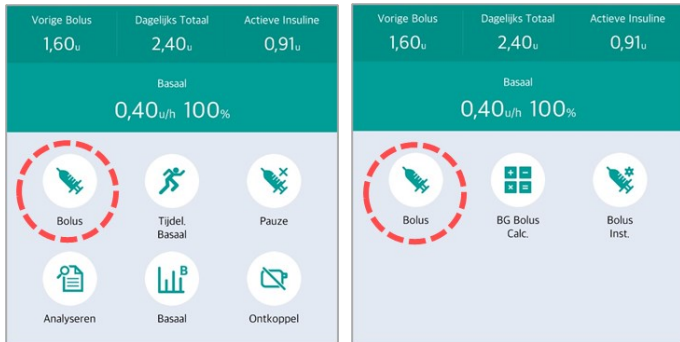 Vorige Bolus Dagelijks Totaal Actieve Insuline
1,60u 2,40u 0,91u
Basaal
0,40u/h 100%
Bolus Tijdel. Basaal Pauze
B
Analyseren Basaal Ontkoppel
Vorige Bolus Dagelijks Totaal Actieve Insuline
1,60u 2,40u 0,91u
Basaal
0,40u/h 100%
Bolus BG Bolus Calc. Bolus Inst.